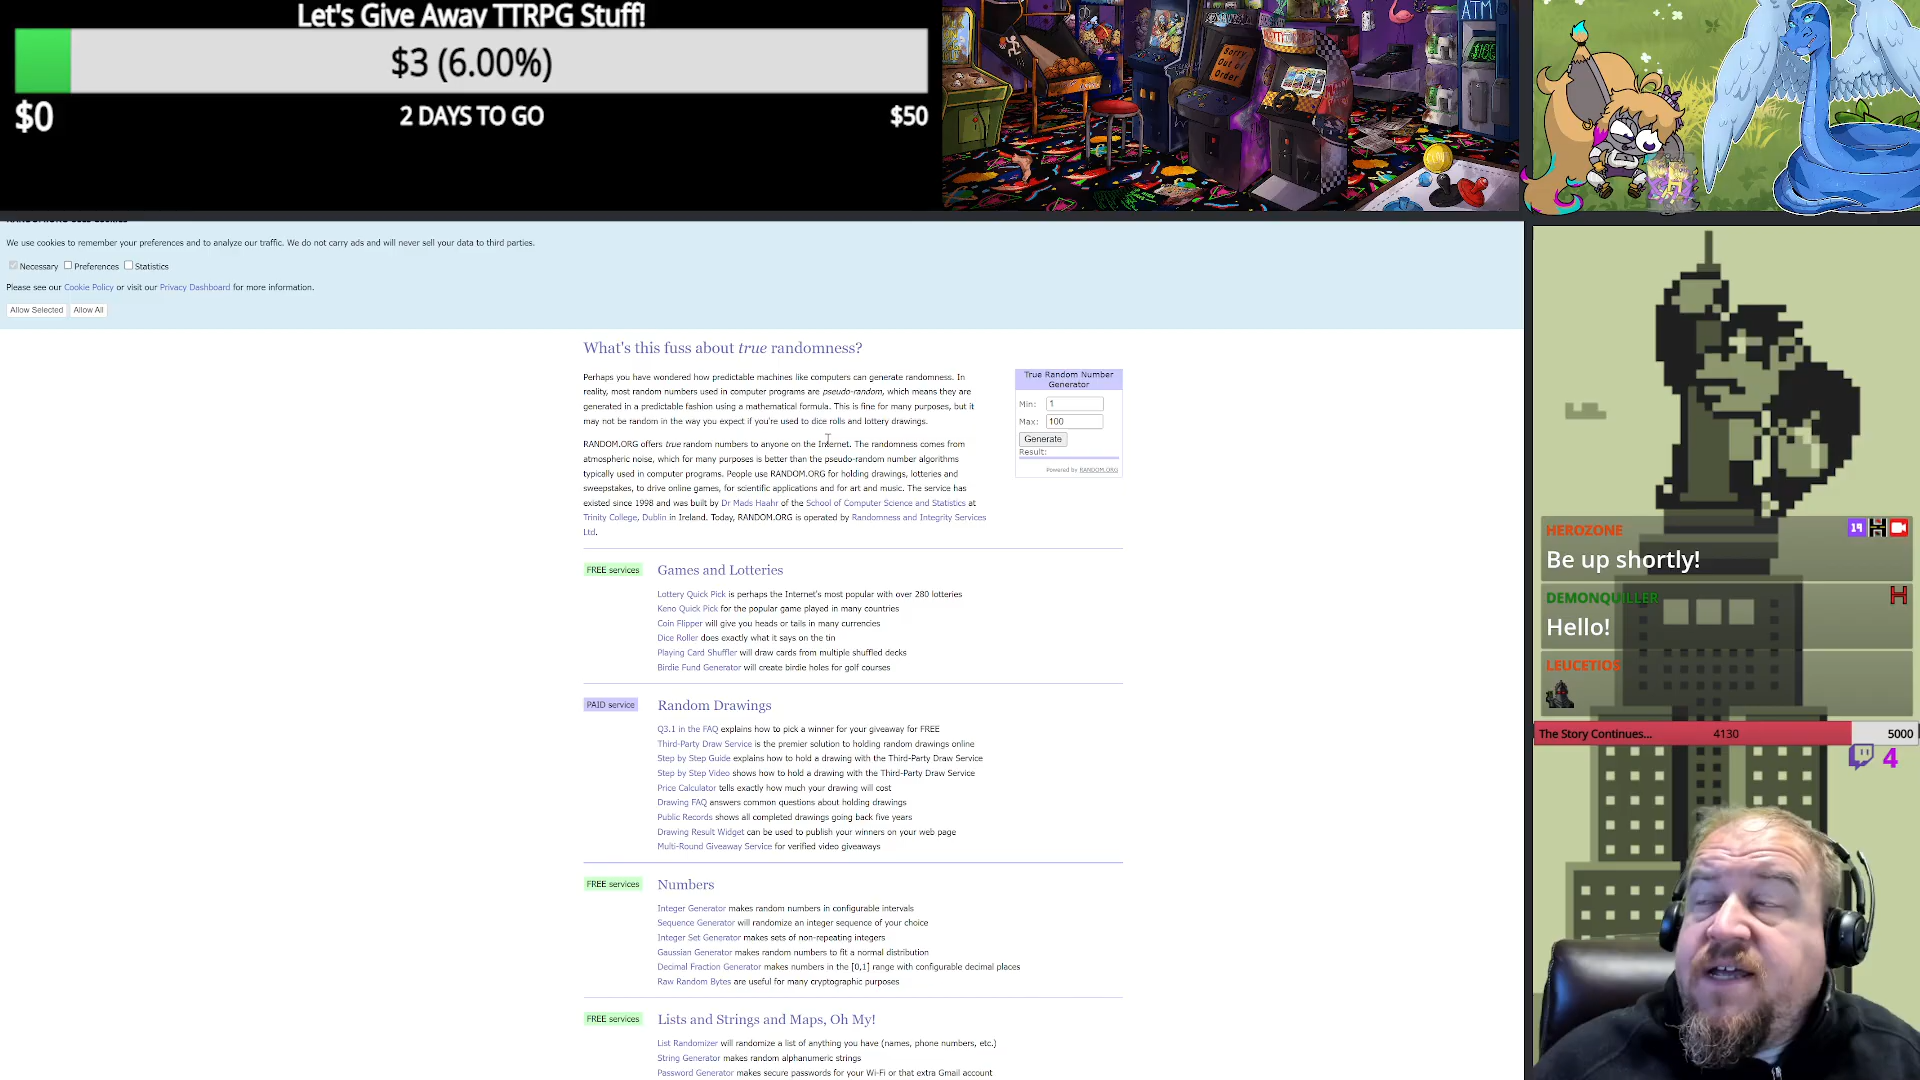 Let's Give Away TTRPG Stuff!
$3 (6.00%)
$0
2 DAYS TO GO
$50
Sorry
Out of
Order
ATM
We use cookies to remember your preferences and to analyze our traffic. We do not carry ads and will never sell your data to third parties.
Necessary Preferences Statistics
Please see our Cookie Policy or visit our Privacy Dashboard for more information.
Allow Selected Allow All
What's this fuss about true randomness?
Perhaps you have wondered how predictable machines like computers can generate randomness. In
reality, most random numbers used in computer programs are pseudo-random, which means they are
generated in a predictable fashion using a mathematical formula. This is fine for many purposes, but it
may not be random in the way you expect if you're used to dice rolls and lottery drawings.
RANDOM.ORG offers true random numbers to anyone on the Internet. The randomness comes from
atmospheric noise, which for many purposes is better than the pseudo-random number algorithms
typically used in computer programs. People use RANDOM.ORG for holding drawings, lotteries and
sweepstakes, to drive online games, for scientific applications and for art and music. The service has
existed since 1998 and was built by Dr Mads Haahr of the School of Computer Science and Statistics at
Trinity College, Dublin in Ireland. Today, RANDOM.ORG is operated by Randomness and Integrity Services
Ltd.
True Random Number
Generator
Min: 1
Max: 100
Generate
Result:
Powered by RANDOM.ORG
FREE services
Games and Lotteries
Lottery Quick Pick is perhaps the Internet's most popular with over 280 lotteries
Keno Quick Pick for the popular game played in many countries
Coin Flipper will give you heads or tails in many currencies
Dice Roller does exactly what it says on the tin
Playing Card Shuffler will draw cards from multiple shuffled decks
Birdie Fund Generator will create birdie holes for golf courses
PAID service
Random Drawings
Q3.1 in the FAQ explains how to pick a winner for your giveaway for FREE
Third-Party Draw Service is the premier solution to holding random drawings online
Step by Step Guide explains how to hold a drawing with the Third-Party Draw Service
Step by Step Video shows how to hold a drawing with the Third-Party Draw Service
Price Calculator tells exactly how much your drawing will cost
Drawing FAQ answers common questions about holding drawings
Public Records shows all completed drawings going back five years
Drawing Result Widget can be used to publish your winners on your web page
Multi-Round Giveaway Service for verified video giveaways
FREE services
Numbers
Integer Generator makes random numbers in configurable intervals
Sequence Generator will randomize an integer sequence of your choice
Integer Set Generator makes sets of non-repeating integers
Gaussian Generator makes random numbers to fit a normal distribution
Decimal Fraction Generator makes numbers in the [0,1] range with configurable decimal places
Raw Random Bytes are useful for many cryptographic purposes
FREE services
Lists and Strings and Maps, Oh My!
List Randomizer will randomize a list of anything you have (names, phone numbers, etc.)
String Generator makes random alphanumeric strings
Password Generator makes secure passwords for your Wi-Fi or that extra Gmail account
HEROZONE
Be up shortly!
DEMONQUILLER
Hello!
LEUCETIOS
The Story Continues... 4130 5000
4